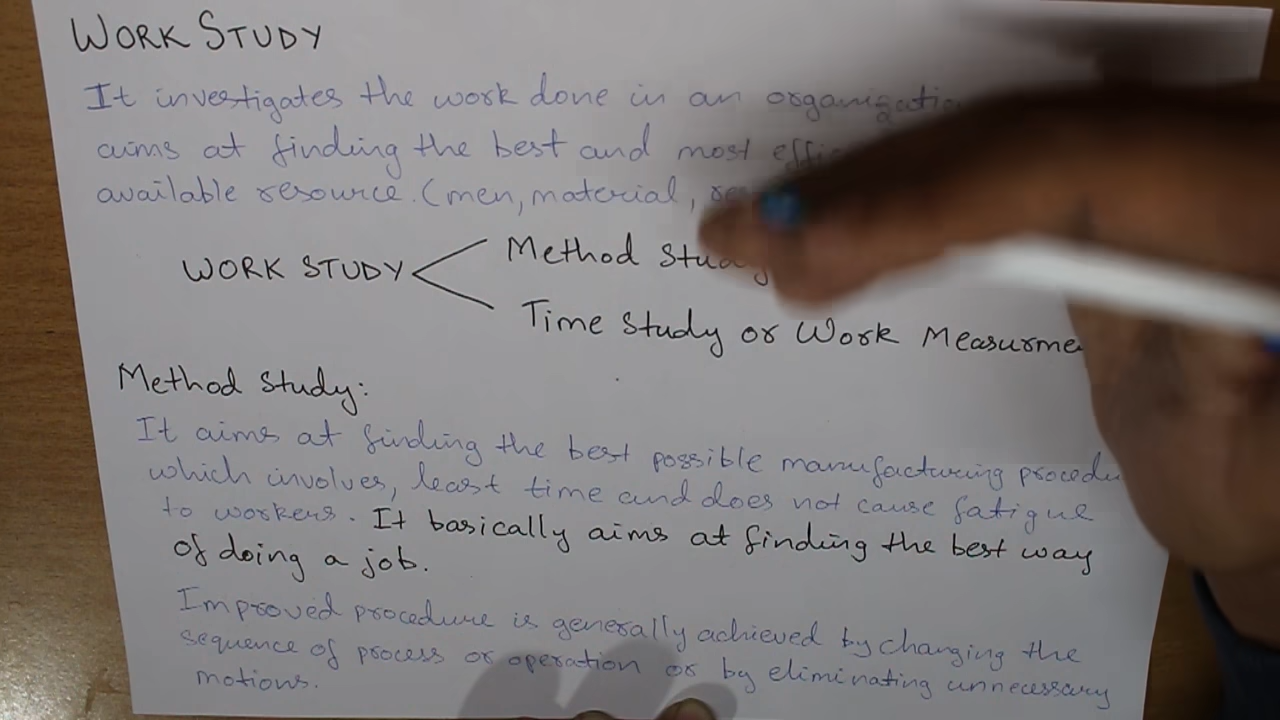 WORK STUDY
It investigates the work done in an organizatio
aims at finding the best and most
available resource. (men, material,
WORK STUDY
Method Study
Time Study or Work Measurme
Method Study:
It aims at finding the best possible manufacturing procedu
which involves, least time and does not cause fatigue
to workers. It basically aims at finding the best way
of doing a job.
Improved procedure is generally achieved by changing the
sequence of process or operation or by eliminating unnecessary
motions.